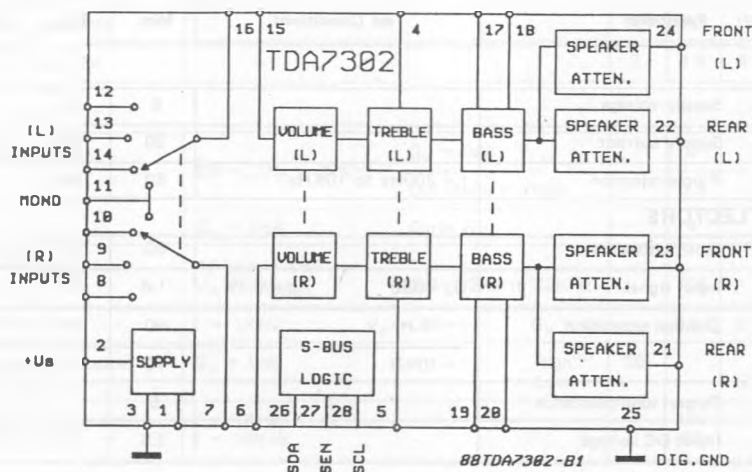 16 15 4 17 18 24 FRONT (L)
TDA7302
SPEAKER ATTEN.
12
13
(L) INPUTS
14
VOLUME (L)
TREBLE (L)
BASS (L)
SPEAKER ATTEN.
22 REAR (L)
11
MONO
10
9
(R) INPUTS
8
VOLUME (R)
TREBLE (R)
BASS (R)
SPEAKER ATTEN.
23 FRONT (R)
2
+Us
SUPPLY
S-BUS LOGIC
SPEAKER ATTEN.
21 REAR (R)
3 1 7 6 26 27 28 5 19 20 25
SDA
SEN
SCL
88TDA7302-B1
DIG.GND